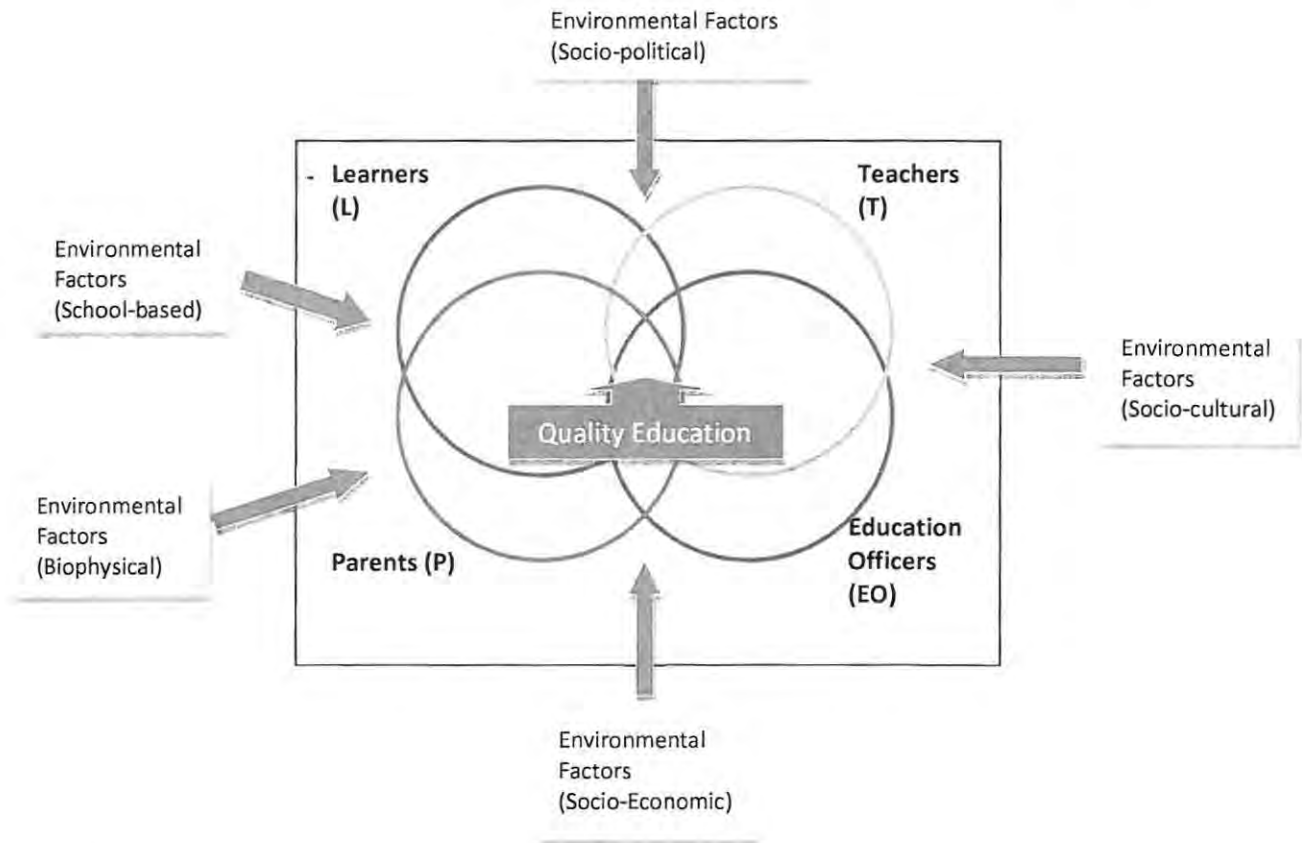 Environmental Factors
(Socio-political)
- Learners
(L)
Teachers
(T)
Environmental
Factors
(School-based)
Environmental
Factors
(Socio-cultural)
Quality Education
Environmental
Factors
(Biophysical)
Parents (P)
Education
Officers
(EO)
Environmental
Factors
(Socio-Economic)